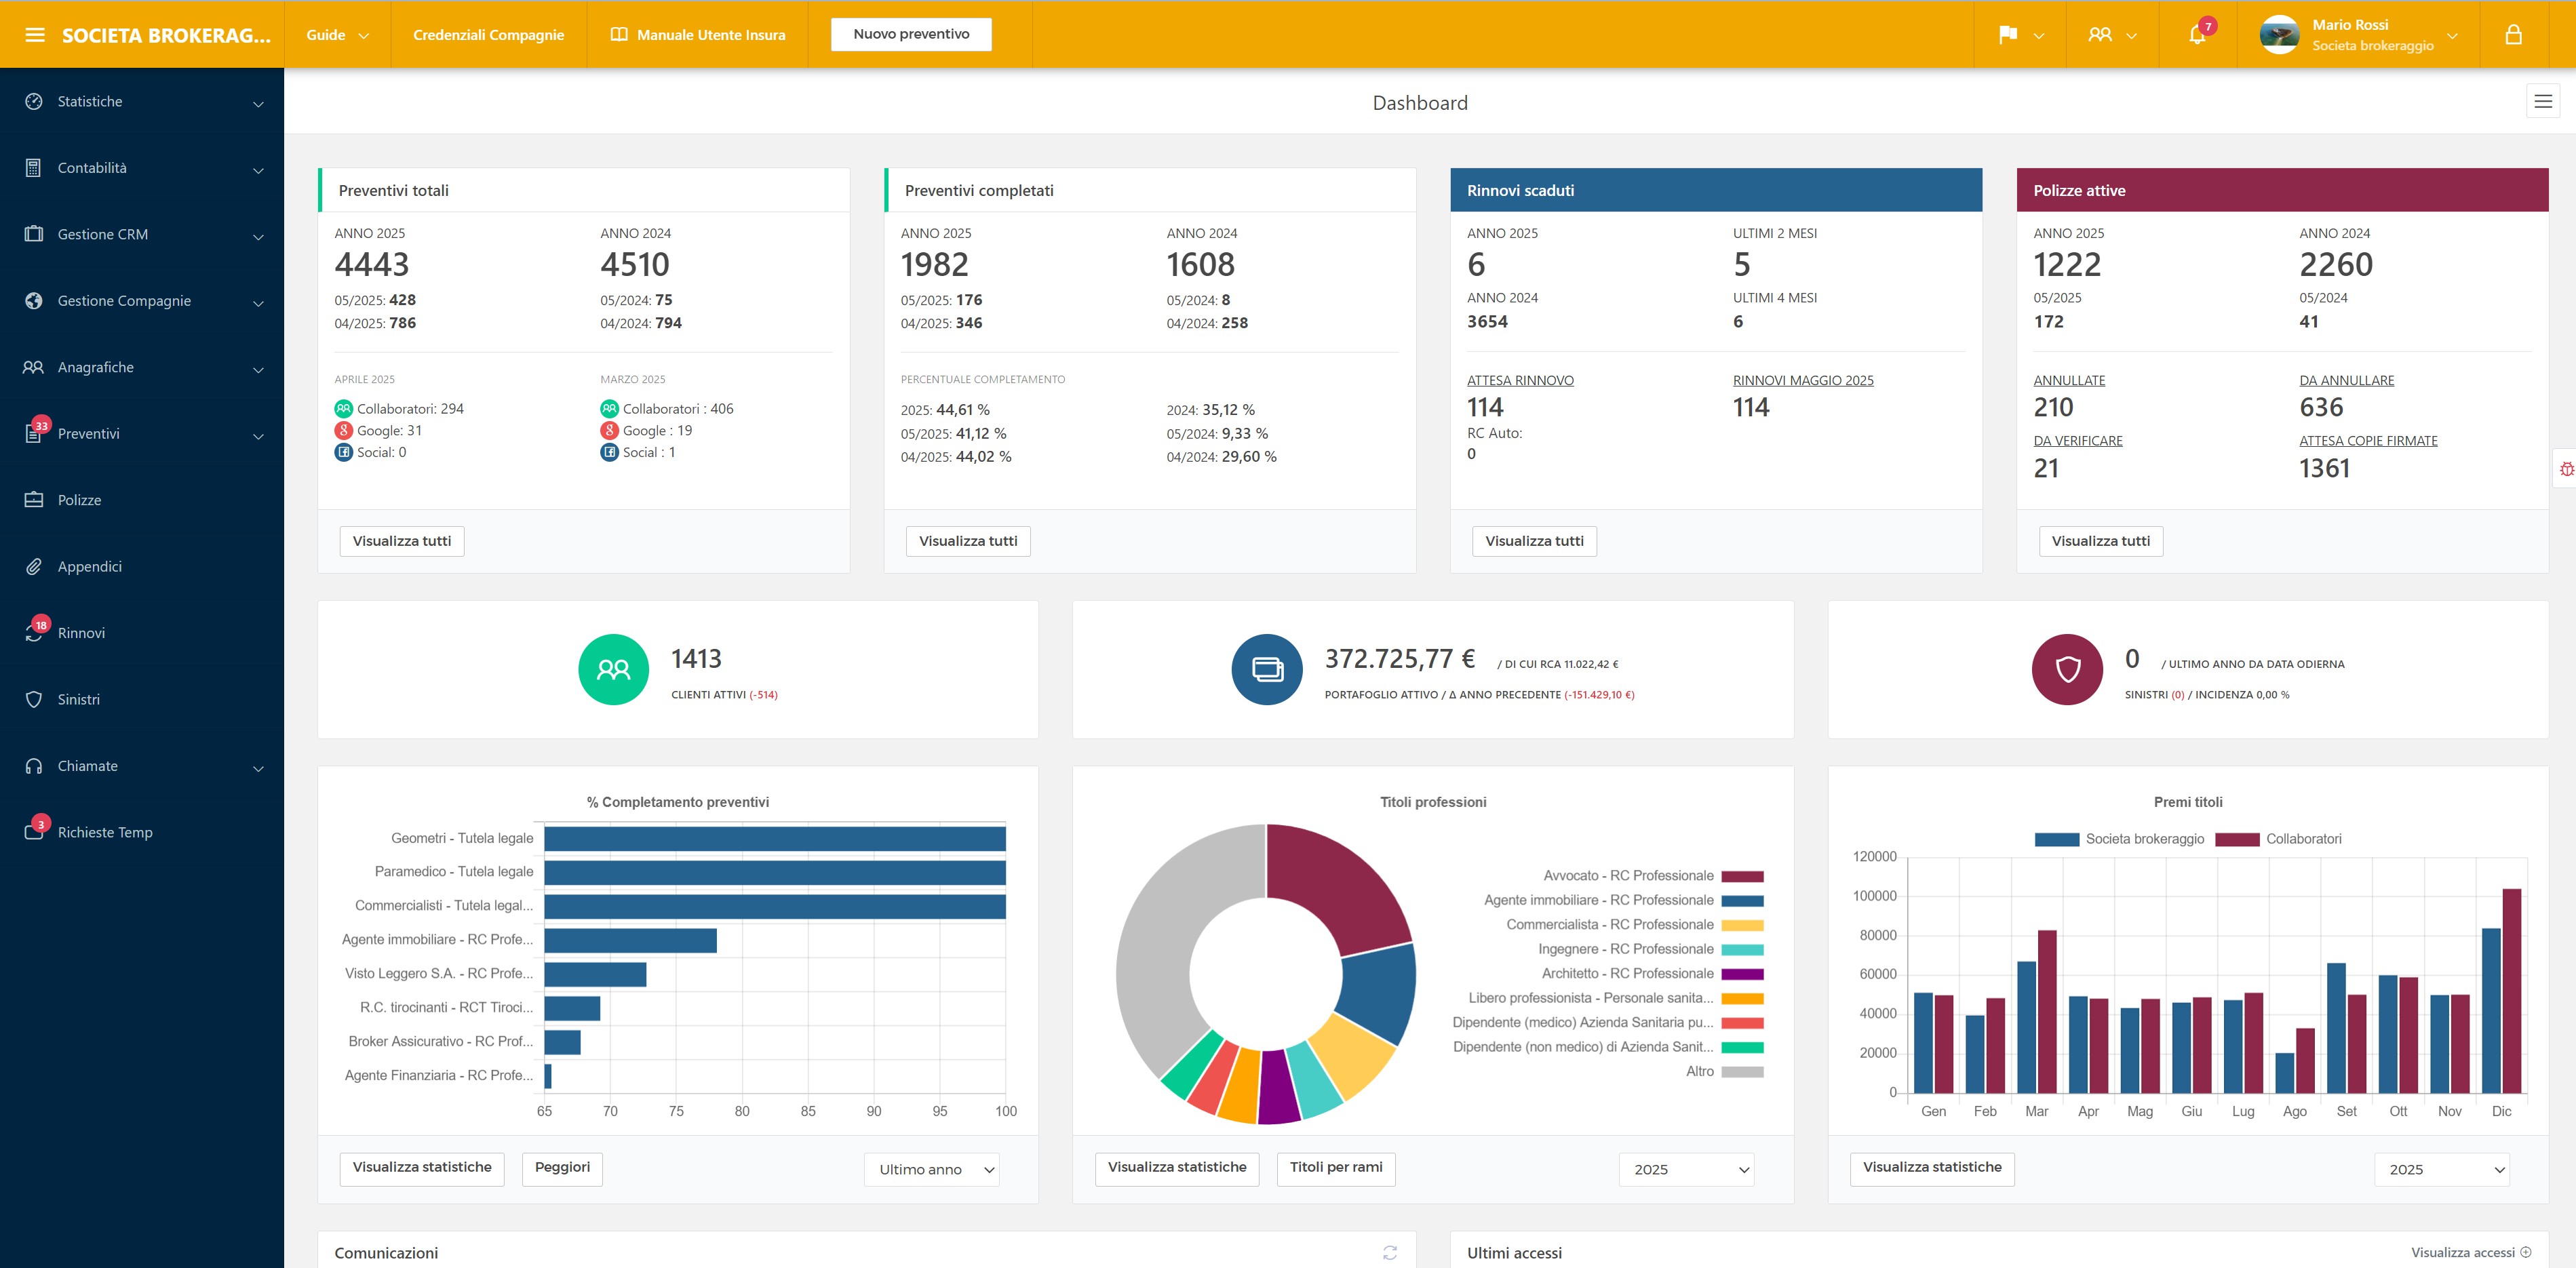 SOCIETA BROKERAG...
Guide
Credenziali Compagnie
Manuale Utente Insura
Nuovo preventivo
7
Mario Rossi
Societa brokeraggio
Statistiche
Contabilità
Gestione CRM
Gestione Compagnie
Anagrafiche
33
Preventivi
Polizze
Appendici
18
Rinnovi
Sinistri
Chiamate
3
Richieste Temp
Dashboard
Preventivi totali
ANNO 2025
4443
05/2025: 428
04/2025: 786
ANNO 2024
4510
05/2024: 75
04/2024: 794
APRILE 2025
Collaboratori: 294
Google: 31
Social: 0
MARZO 2025
Collaboratori : 406
Google : 19
Social : 1
Visualizza tutti
Preventivi completati
ANNO 2025
1982
05/2025: 176
04/2025: 346
ANNO 2024
1608
05/2024: 8
04/2024: 258
PERCENTUALE COMPLETAMENTO
2025: 44,61 %
05/2025: 41,12 %
04/2025: 44,02 %
2024: 35,12 %
05/2024: 9,33 %
04/2024: 29,60 %
Visualizza tutti
Rinnovi scaduti
ANNO 2025
6
ANNO 2024
3654
ULTIMI 2 MESI
5
ULTIMI 4 MESI
6
ATTESA RINNOVO
114
RC Auto:
0
RINNOVI MAGGIO 2025
114
Visualizza tutti
Polizze attive
ANNO 2025
1222
05/2025
172
ANNO 2024
2260
05/2024
41
ANNULLATE
210
DA VERIFICARE
21
DA ANNULLARE
636
ATTESA COPIE FIRMATE
1361
Visualizza tutti
1413
CLIENTI ATTIVI (-514)
372.725,77 € / DI CUI RCA 11.022,42 €
PORTAFOGLIO ATTIVO / Δ ANNO PRECEDENTE (-151.429,10 €)
0 / ULTIMO ANNO DA DATA ODIERNA
SINISTRI (0) / INCIDENZA 0,00 %
% Completamento preventivi
Geometri - Tutela legale
Paramedico - Tutela legale
Commercialisti - Tutela legal...
Agente immobiliare - RC Profe...
Visto Leggero S.A. - RC Profe...
R.C. tirocinanti - RCT Tiroci...
Broker Assicurativo - RC Prof...
Agente Finanziaria - RC Profe...
65 70 75 80 85 90 95 100
Visualizza statistiche
Peggiori
Ultimo anno
Titoli professioni
Avvocato - RC Professionale
Agente immobiliare - RC Professionale
Commercialista - RC Professionale
Ingegnere - RC Professionale
Architetto - RC Professionale
Libero professionista - Personale sanita...
Dipendente (medico) Azienda Sanitaria pu...
Dipendente (non medico) di Azienda Sanit...
Altro
Visualizza statistiche
Titoli per rami
2025
Premi titoli
Societa brokeraggio
Collaboratori
120000
100000
80000
60000
40000
20000
0
Gen Feb Mar Apr Mag Giu Lug Ago Set Ott Nov Dic
Visualizza statistiche
2025
Comunicazioni
Ultimi accessi
Visualizza accessi